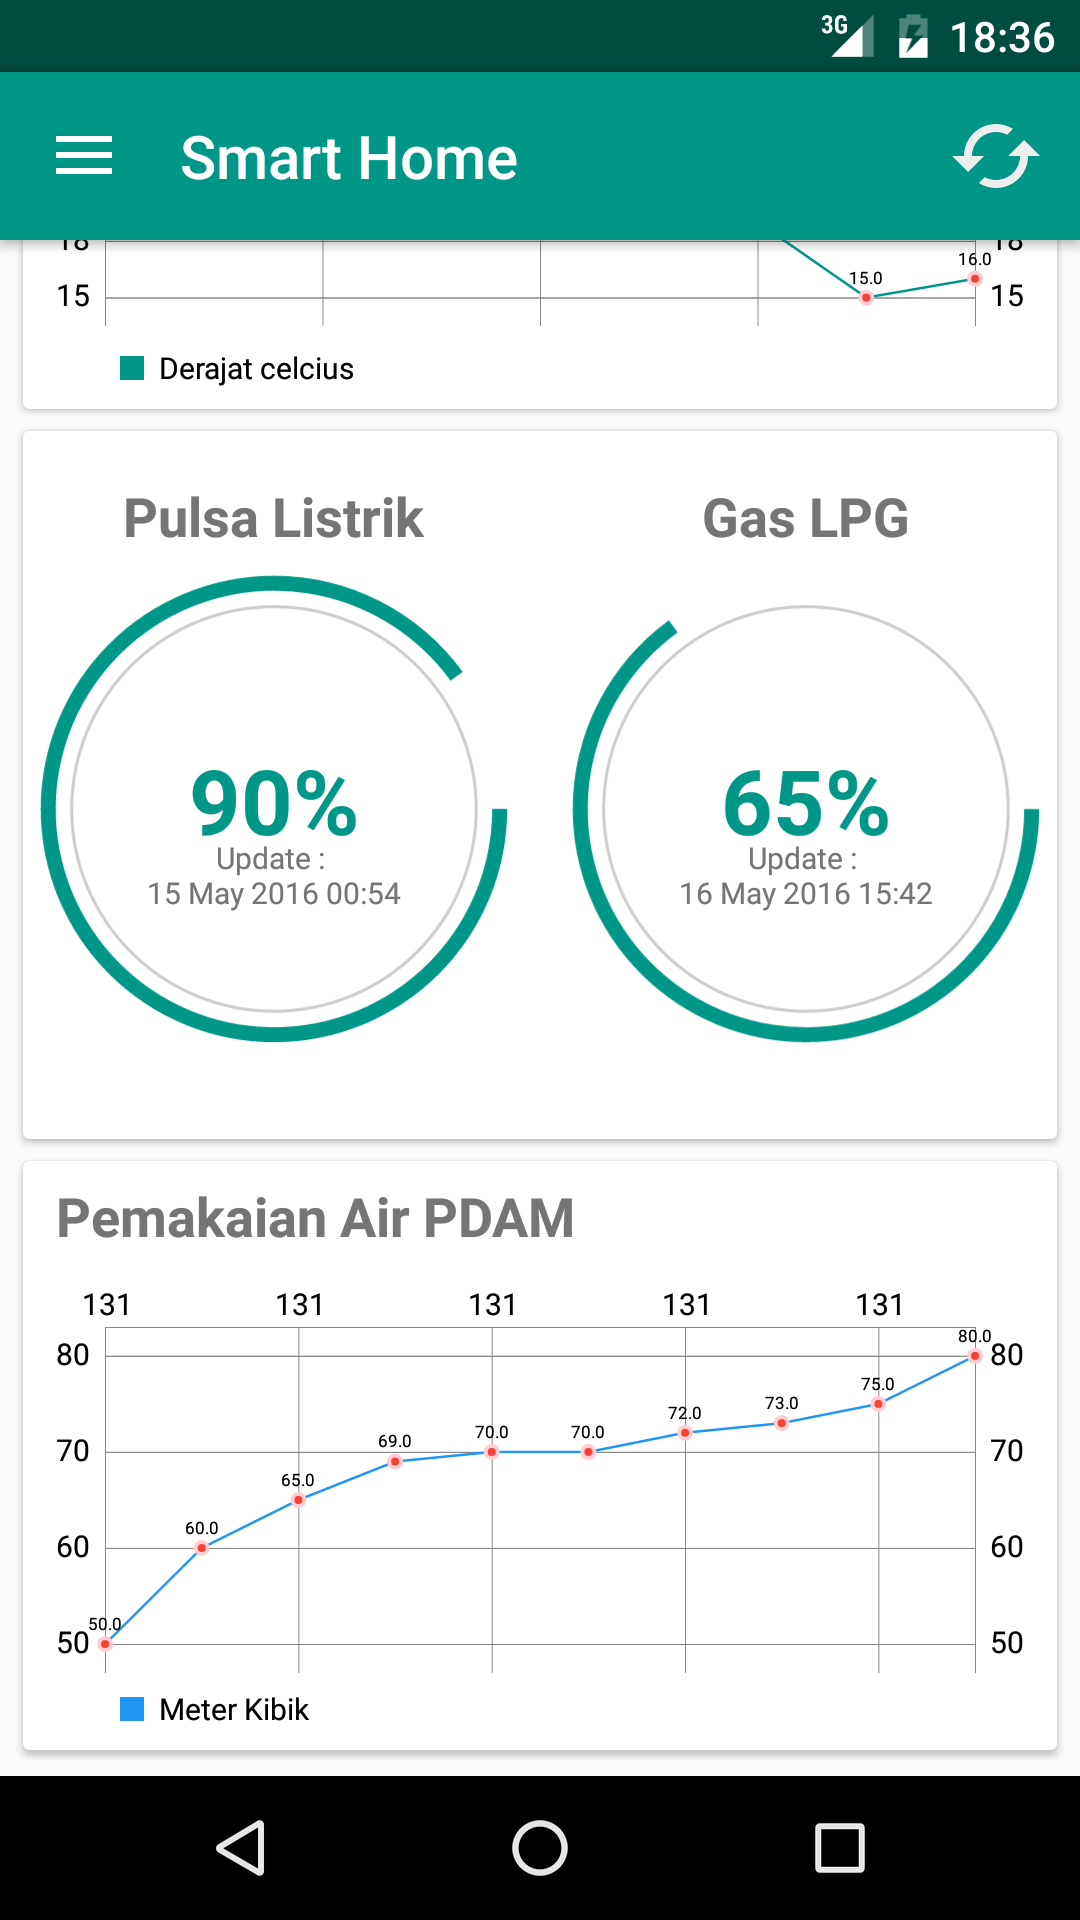 3G 18:36
Smart Home
18 18
16.0
15.0
15 15
Derajat celcius
Pulsa Listrik Gas LPG
90% 65%
Update : Update :
15 May 2016 00:54 16 May 2016 15:42
Pemakaian Air PDAM
131 131 131 131 131
80.0
80 80
75.0
73.0
72.0
70.0 70.0
69.0
70 70
65.0
60.0
60 60
50.0
50 50
Meter Kibik